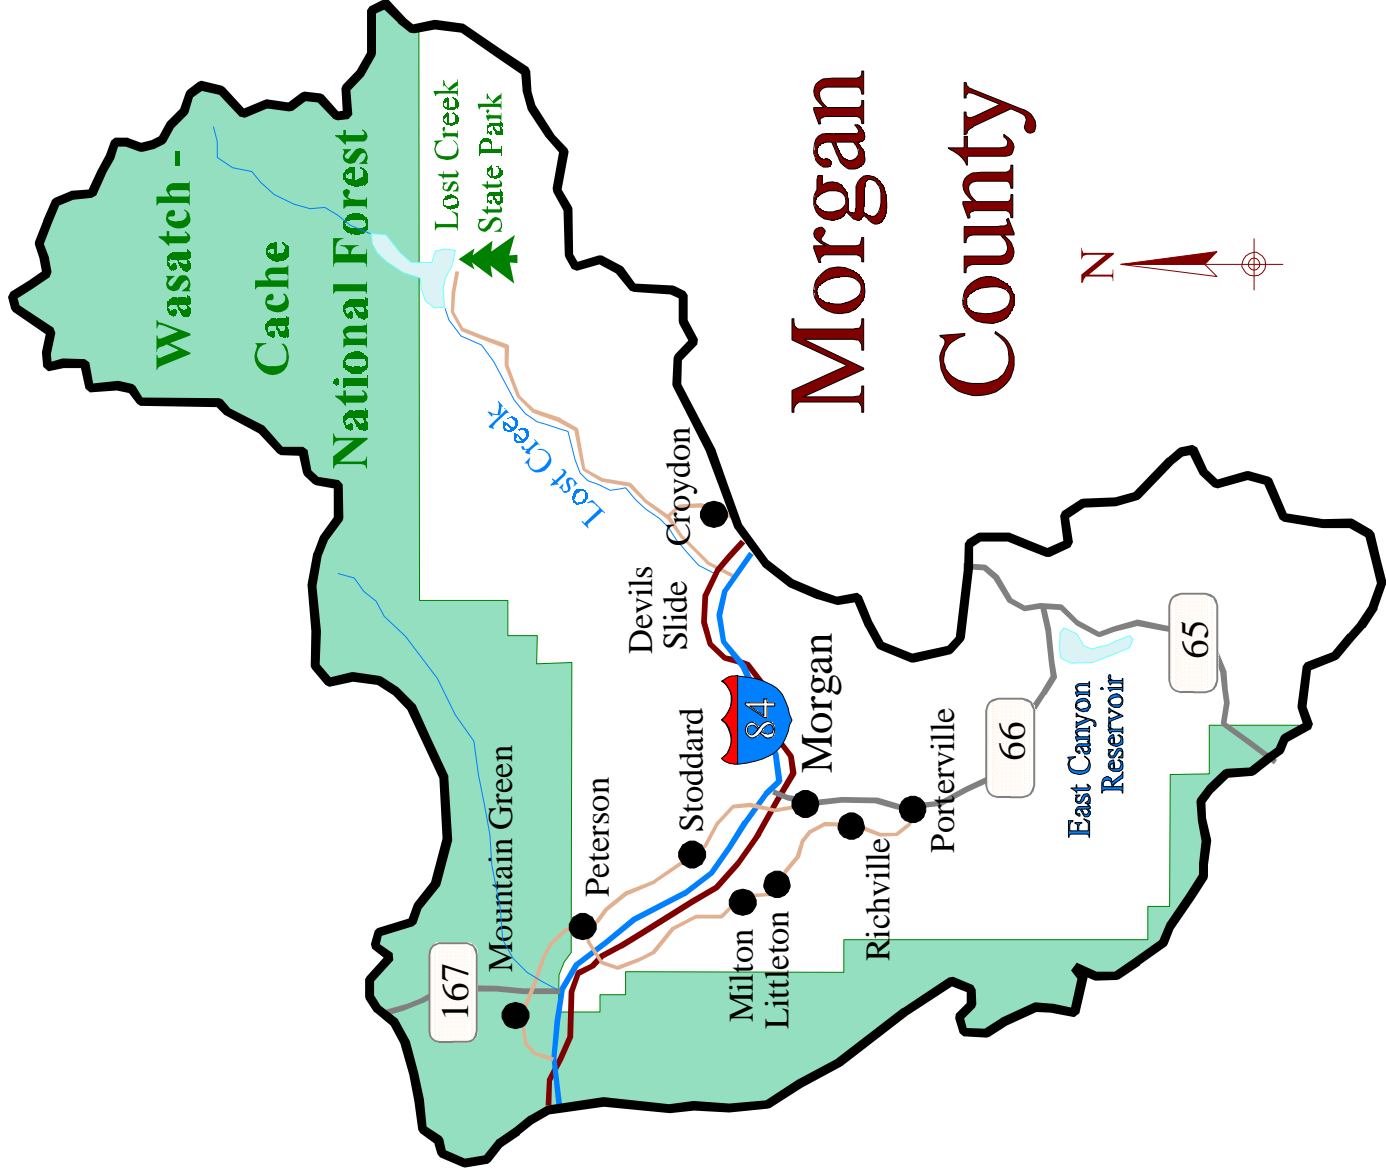 Wasatch -
Cache
National Forest
Lost Creek
State Park
Lost Creek
Croydon
Devils
Slide
Morgan
County
N
167
Mountain Green
Peterson
Stoddard
84
Morgan
Milton
Littleton
Richville
Porterville
66
East Canyon
Reservoir
65